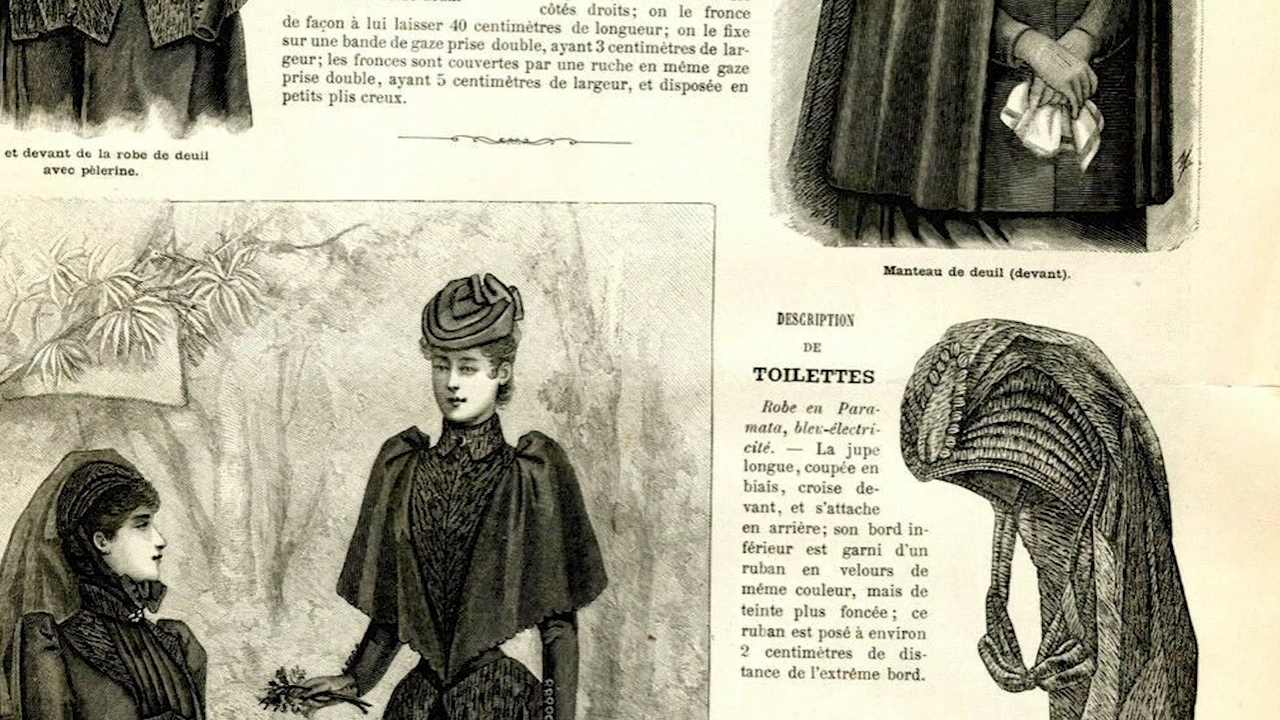 côtés droits; on le fronce
de façon à lui laisser 40 centimètres de longueur; on le fixe
sur une bande de gaze prise double, ayant 3 centimètres de lar-
geur; les fronces sont couvertes par une ruche en même gaze
prise double, ayant 5 centimètres de largeur, et disposée en
petits plis creux.
et devant de la robe de deuil
avec pèlerine.
Manteau de deuil (devant).
DESCRIPTION
DE
TOILETTES
Robe en Para-
mata, bleu-électri-
cité. — La jupe
longue, coupée en
biais, croise de-
vant, et s'attache
en arrière; son bord in-
férieur est garni d'un
ruban en velours de
même couleur, mais de
teinte plus foncée; ce
ruban est posé à environ
2 centimètres de dis-
tance de l'extrême bord.